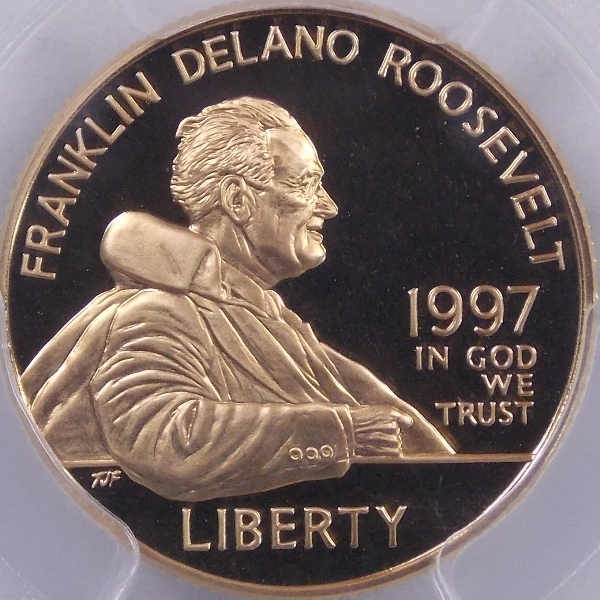 FRANKLIN DELANO ROOSEVELT
1997
IN GOD
WE
TRUST
TJF
LIBERTY